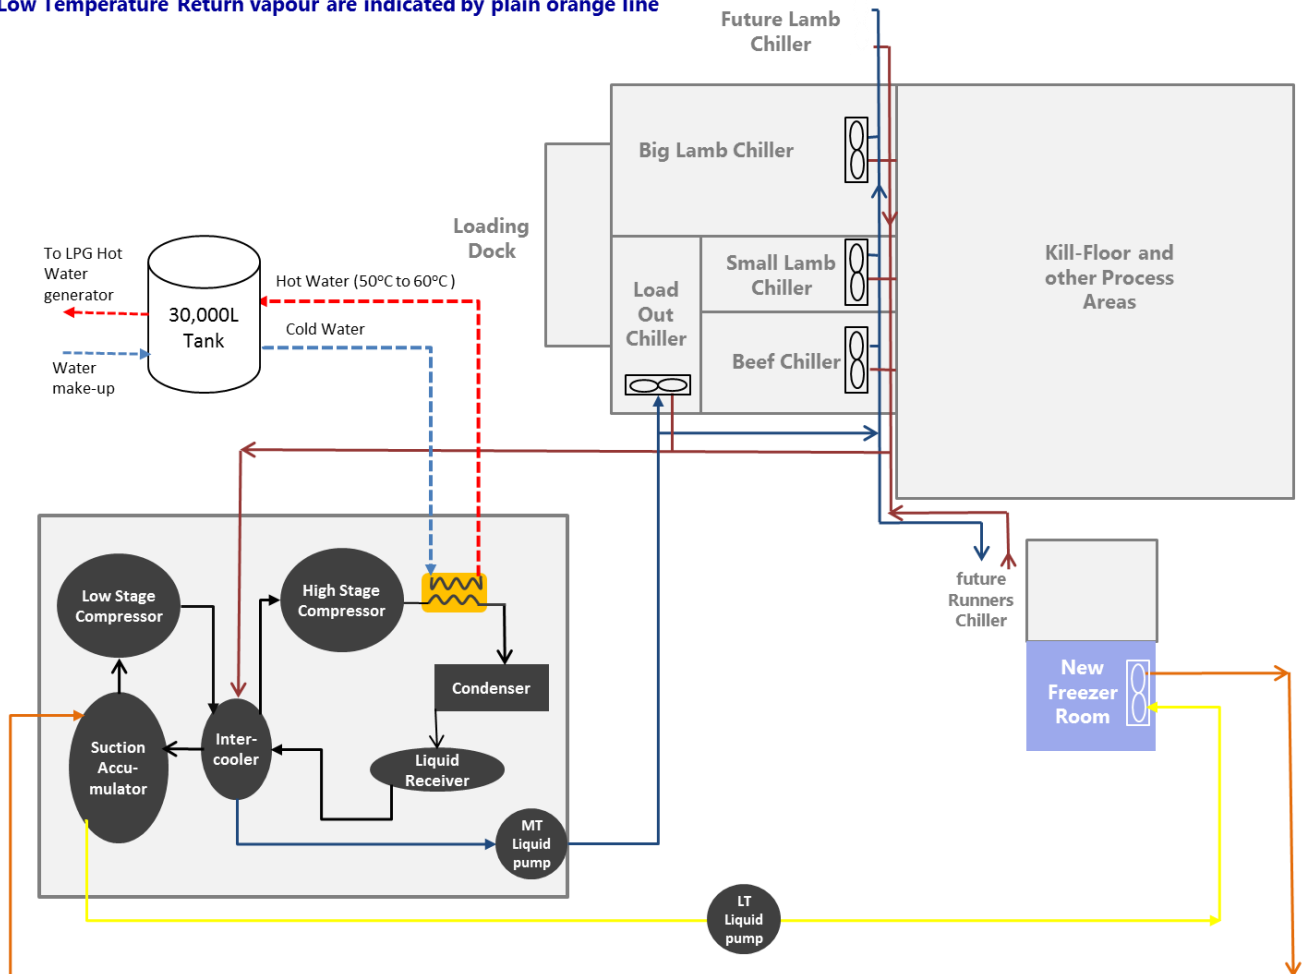 Low Temperature Return vapour are indicated by plain orange line
Future Lamb
Chiller
Big Lamb Chiller
Loading
Dock
To LPG Hot
Water
generator
Hot Water (50°C to 60°C )
30,000L
Tank
Cold Water
Water
make-up
Small Lamb
Chiller
Load
Out
Chiller
Beef Chiller
Kill-Floor and
other Process
Areas
Low Stage
Compressor
High Stage
Compressor
future
Runners
Chiller
Condenser
New
Freezer
Room
Suction
Accu-
mulator
Inter-
cooler
Liquid
Receiver
MT
Liquid
pump
LT
Liquid
pump